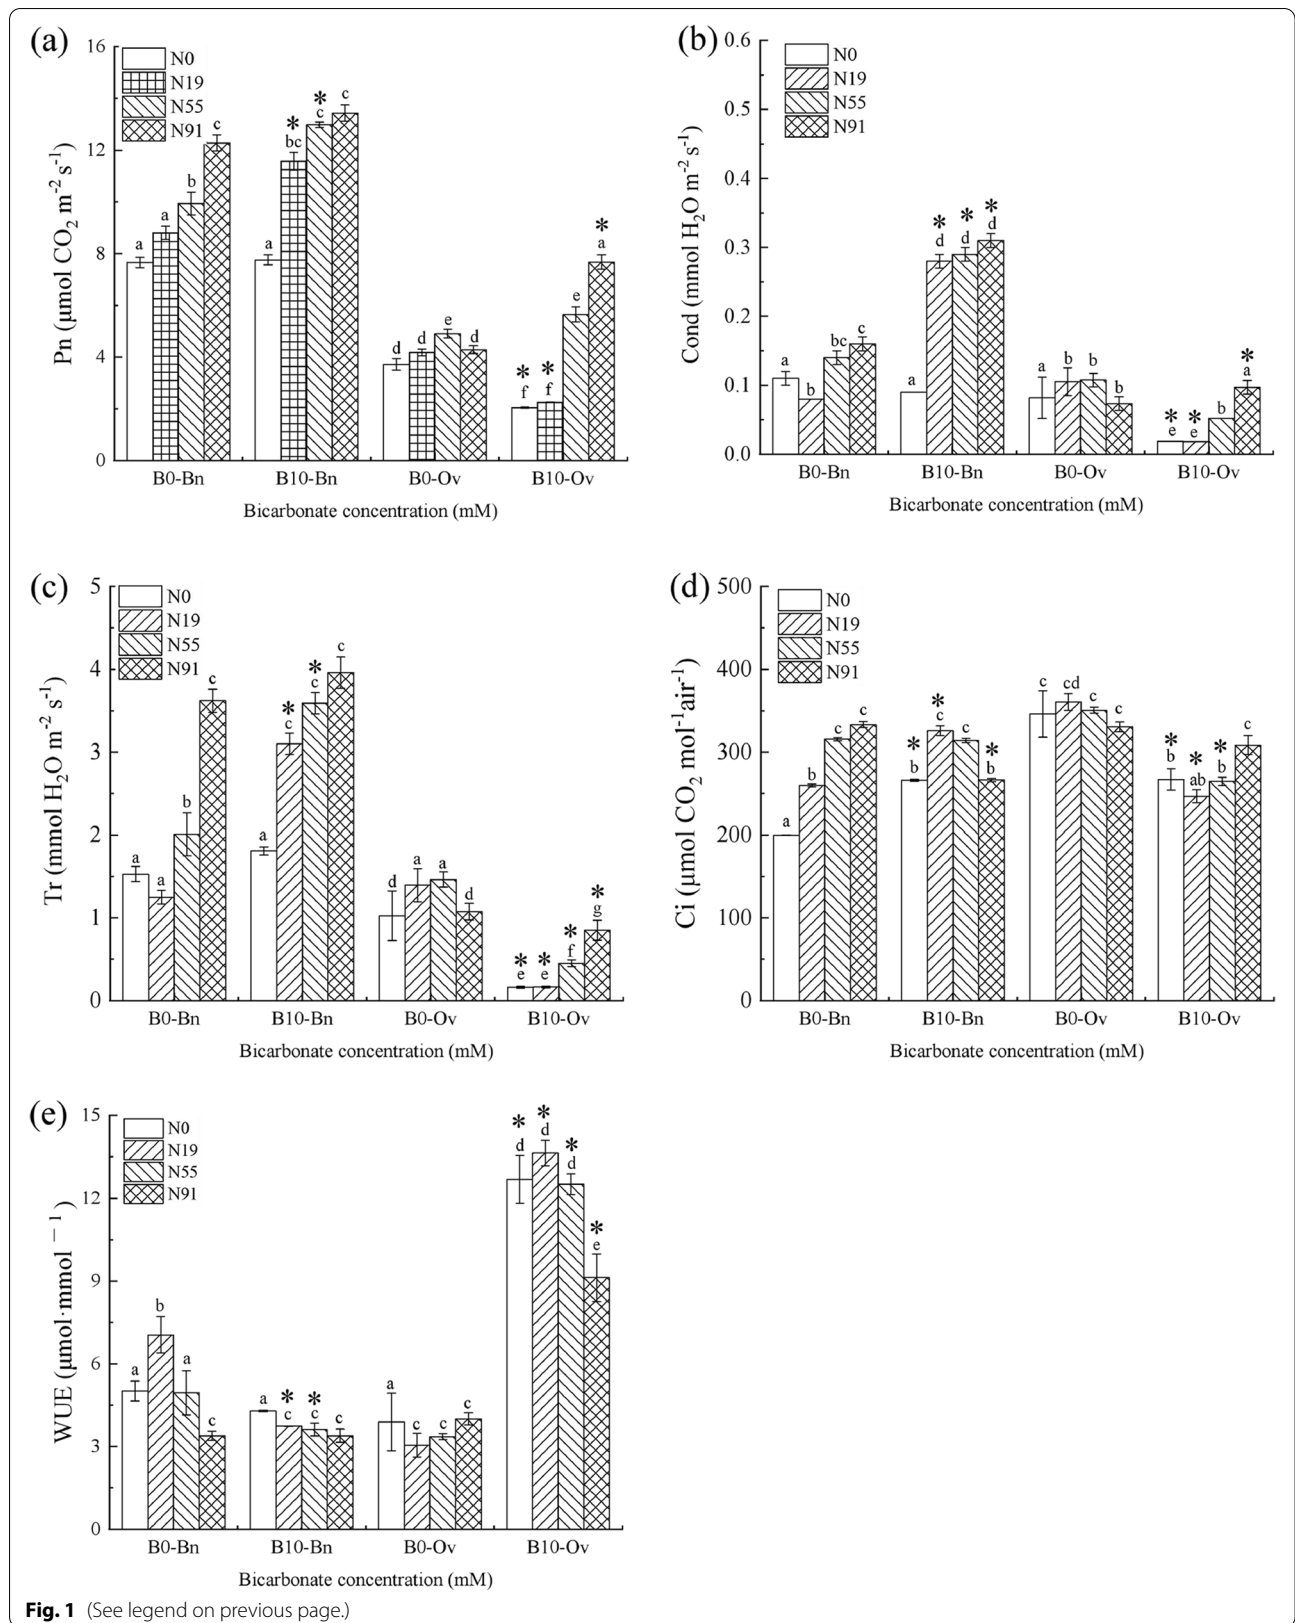 (a)
16
12
8
4
0
Pn (μmol CO2 m-2 s-1)
N0
N19
N55
N91
a a b c
a * bc * c c
d d e d
* f * f e * a
B0-Bn B10-Bn B0-Ov B10-Ov
Bicarbonate concentration (mM)
(b)
0.6
0.5
0.4
0.3
0.2
0.1
0.0
Cond (mmol H2O m-2 s-1)
N0
N19
N55
N91
a b bc c
a * d * d * d
a b b b
* e * e b * a
B0-Bn B10-Bn B0-Ov B10-Ov
Bicarbonate concentration (mM)
(c)
5
4
3
2
1
0
Tr (mmol H2O m-2 s-1)
N0
N19
N55
N91
a a b c
a * c * c c
d a a d
* e * e * f * g
B0-Bn B10-Bn B0-Ov B10-Ov
Bicarbonate concentration (mM)
(d)
500
400
300
200
100
0
Ci (μmol CO2 mol-1air-1)
N0
N19
N55
N91
a b c c
* b * c c * b
c cd c c
* b * ab * b c
B0-Bn B10-Bn B0-Ov B10-Ov
Bicarbonate concentration (mM)
(e)
15
12
9
6
3
0
WUE (μmol·mmol −1)
N0
N19
N55
N91
a b a c
a * c * c c
a c c c
* d * d * d * e
B0-Bn B10-Bn B0-Ov B10-Ov
Bicarbonate concentration (mM)
Fig. 1 (See legend on previous page.)